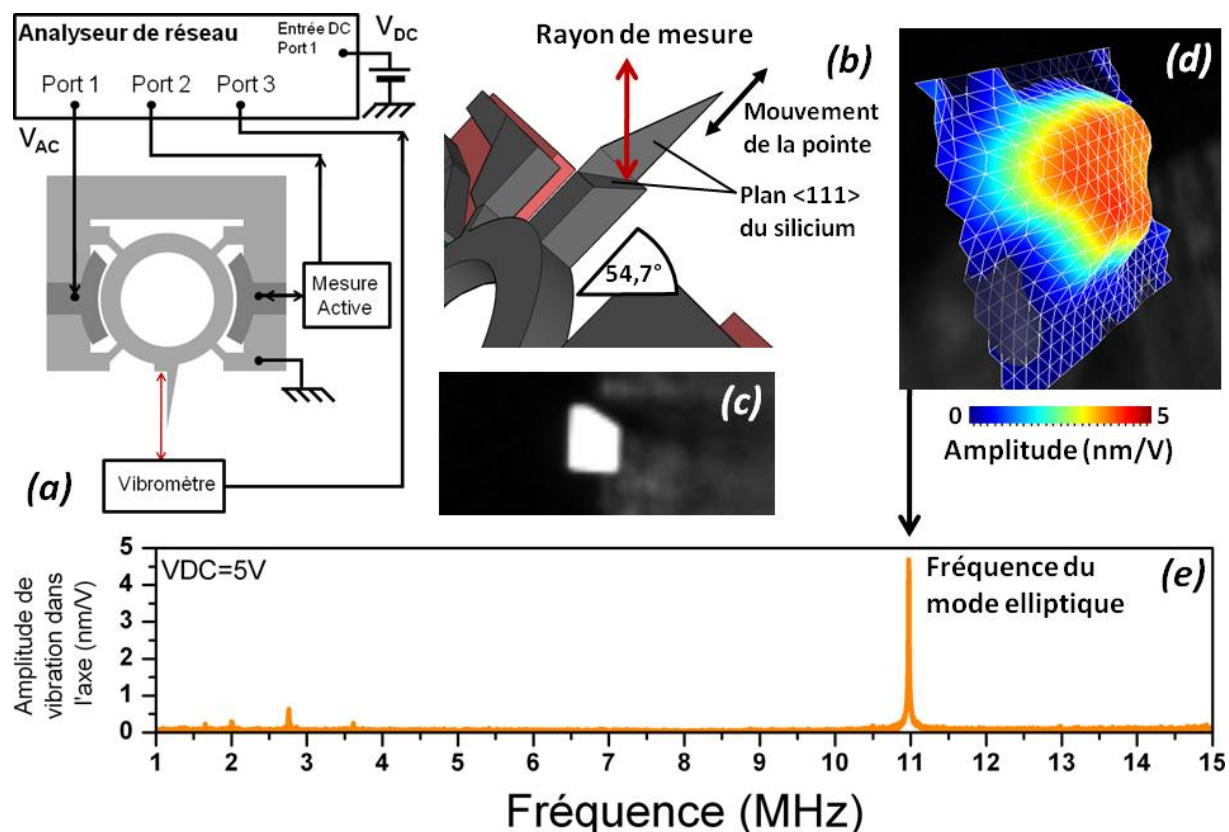 Analyseur de réseau
Entrée DC
Port 1
V_DC
Port 1
Port 2
Port 3
V_AC
Mesure
Active
Vibromètre
(a)
Rayon de mesure
(b)
Mouvement
de la pointe
Plan <111>
du silicium
54,7°
(c)
(d)
0
5
Amplitude (nm/V)
Amplitude de
vibration dans
l'axe (nm/V)
5
4
3
2
1
0
VDC=5V
Fréquence du
mode elliptique
(e)
1 2 3 4 5 6 7 8 9 10 11 12 13 14 15
Fréquence (MHz)